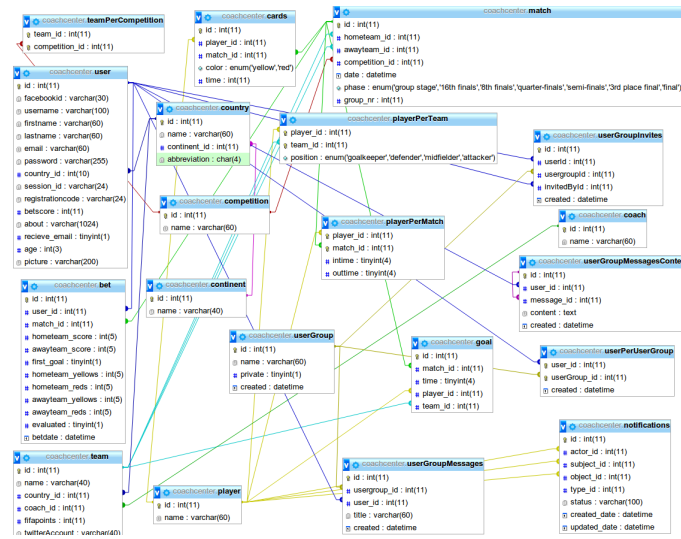 coachcenter.teamPerCompetition
team_id : int(11)
competition_id : int(11)
coachcenter.cards
id : int(11)
player_id : int(11)
match_id : int(11)
color : enum('yellow','red')
time : int(11)
coachcenter.match
id : int(11)
hometeam_id : int(11)
awayteam_id : int(11)
competition_id : int(11)
date : datetime
phase : enum('group stage','16th finals','8th finals','quarter-finals','semi-finals','3rd place final','final')
group_nr : int(11)
coachcenter.user
id : int(11)
facebookid : varchar(30)
username : varchar(100)
firstname : varchar(60)
lastname : varchar(60)
email : varchar(60)
password : varchar(255)
country_id : int(10)
session_id : varchar(24)
registrationcode : varchar(24)
betscore : int(11)
about : varchar(1024)
recieve_email : tinyint(1)
age : int(3)
picture : varchar(200)
coachcenter.country
id : int(11)
name : varchar(60)
continent_id : int(11)
abbreviation : char(4)
coachcenter.playerPerTeam
player_id : int(11)
team_id : int(11)
position : enum('goalkeeper','defender','midfielder','attacker')
coachcenter.userGroupInvites
id : int(11)
userid : int(11)
usergroupid : int(11)
invitedById : int(11)
created : datetime
coachcenter.competition
id : int(11)
name : varchar(60)
coachcenter.playerPerMatch
player_id : int(11)
match_id : int(11)
intime : tinyint(4)
outtime : tinyint(4)
coachcenter.coach
id : int(11)
name : varchar(60)
coachcenter.userGroupMessagesConte
id : int(11)
user_id : int(11)
message_id : int(11)
content : text
created : datetime
coachcenter.bet
id : int(11)
user_id : int(11)
match_id : int(11)
hometeam_score : int(5)
awayteam_score : int(5)
first_goal : tinyint(1)
hometeam_yellows : int(5)
hometeam_reds : int(5)
awayteam_yellows : int(5)
awayteam_reds : int(5)
evaluated : tinyint(1)
betdate : datetime
coachcenter.continent
id : int(11)
name : varchar(40)
coachcenter.userGroup
id : int(11)
name : varchar(60)
private : tinyint(1)
created : datetime
coachcenter.goal
id : int(11)
match_id : int(11)
time : tinyint(4)
player_id : int(11)
team_id : int(11)
coachcenter.userPerUserGroup
user_id : int(11)
userGroup_id : int(11)
created : datetime
coachcenter.team
id : int(11)
name : varchar(40)
country_id : int(11)
coach_id : int(11)
fifapoints : int(11)
twitterAccount : varchar(40)
coachcenter.player
id : int(11)
name : varchar(60)
coachcenter.userGroupMessages
id : int(11)
usergroup_id : int(11)
user_id : int(11)
title : varchar(60)
created : datetime
coachcenter.notifications
id : int(11)
actor_id : int(11)
subject_id : int(11)
object_id : int(11)
type_id : int(11)
status : varchar(100)
created_date : datetime
updated_date : datetime